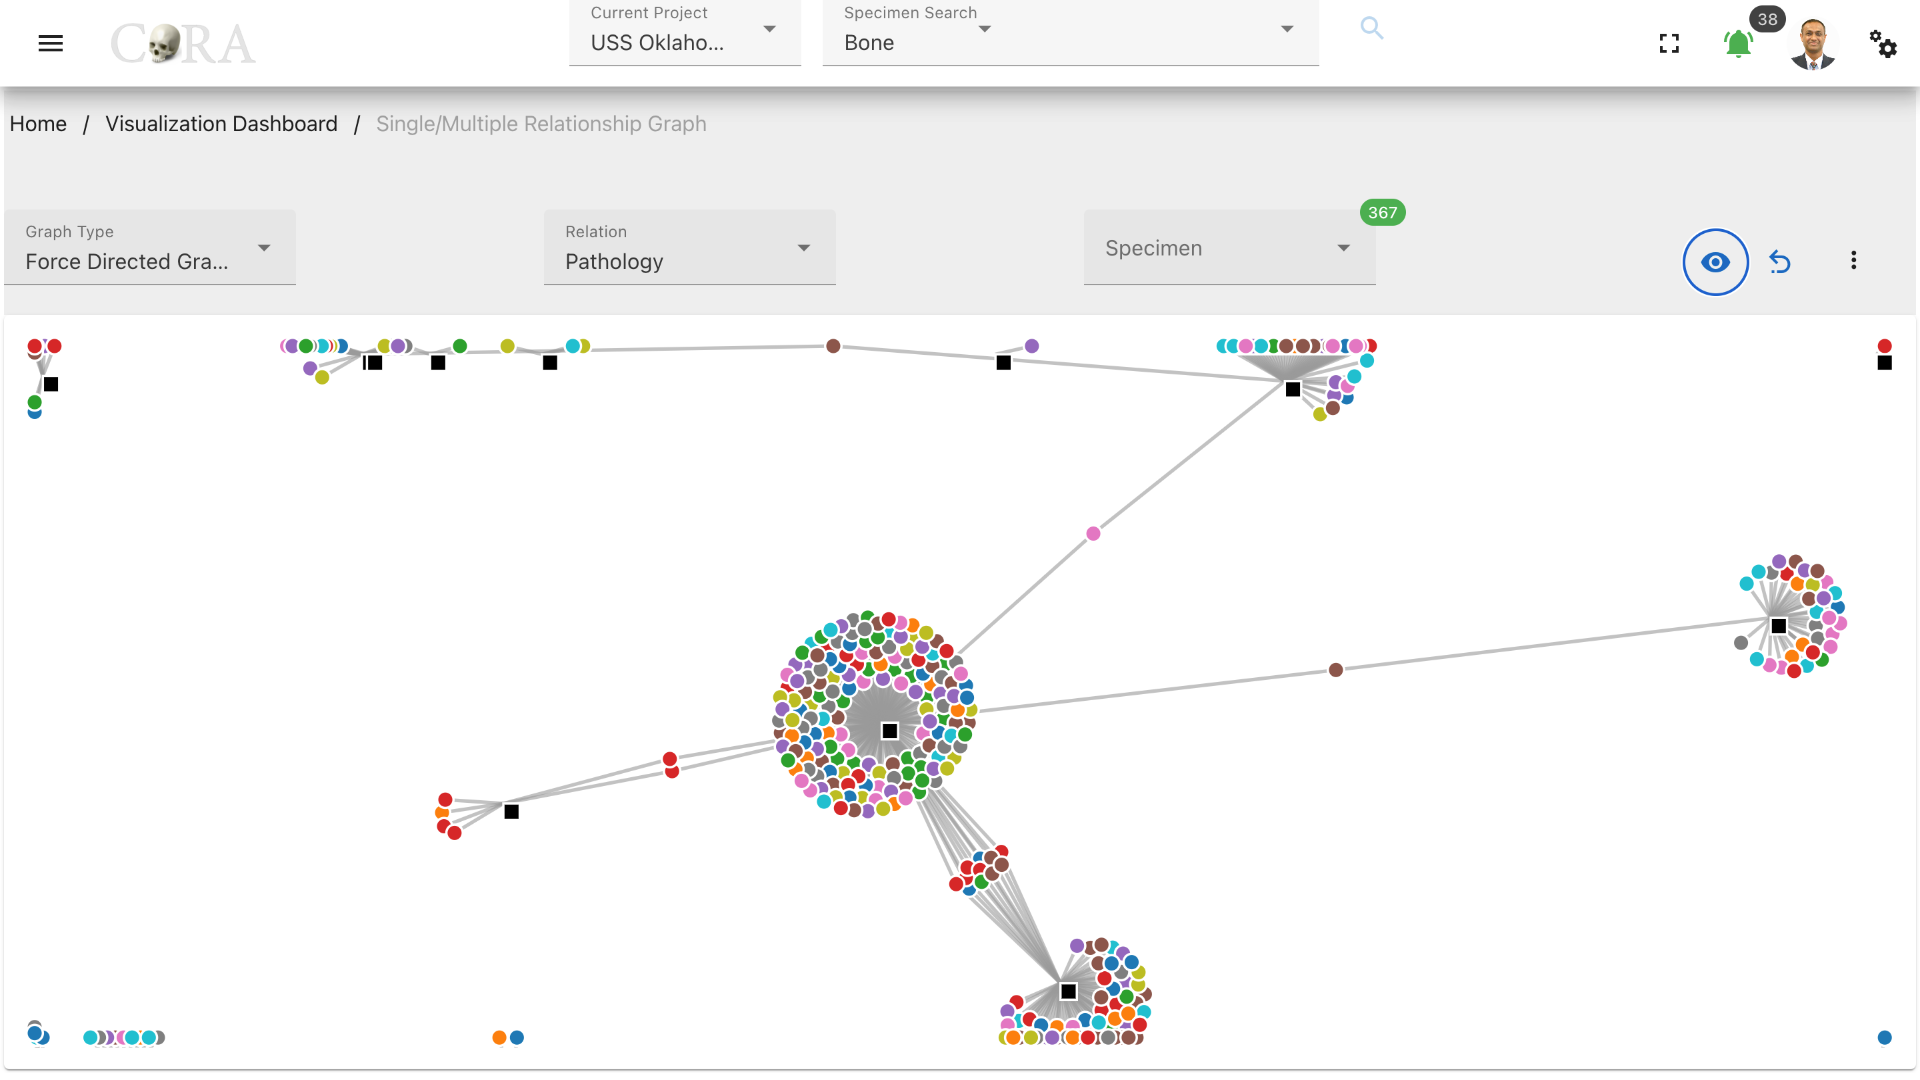 CORA
Current Project
USS Oklaho...
Specimen Search
Bone
38
Home / Visualization Dashboard / Single/Multiple Relationship Graph
Graph Type
Force Directed Gra...
Relation
Pathology
Specimen
367